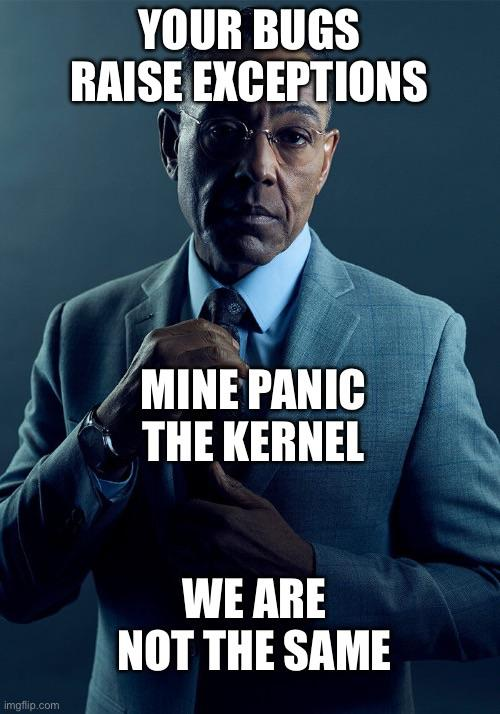 YOUR BUGS
RAISE EXCEPTIONS
MINE PANIC
THE KERNEL
WE ARE
NOT THE SAME
imgflip.com